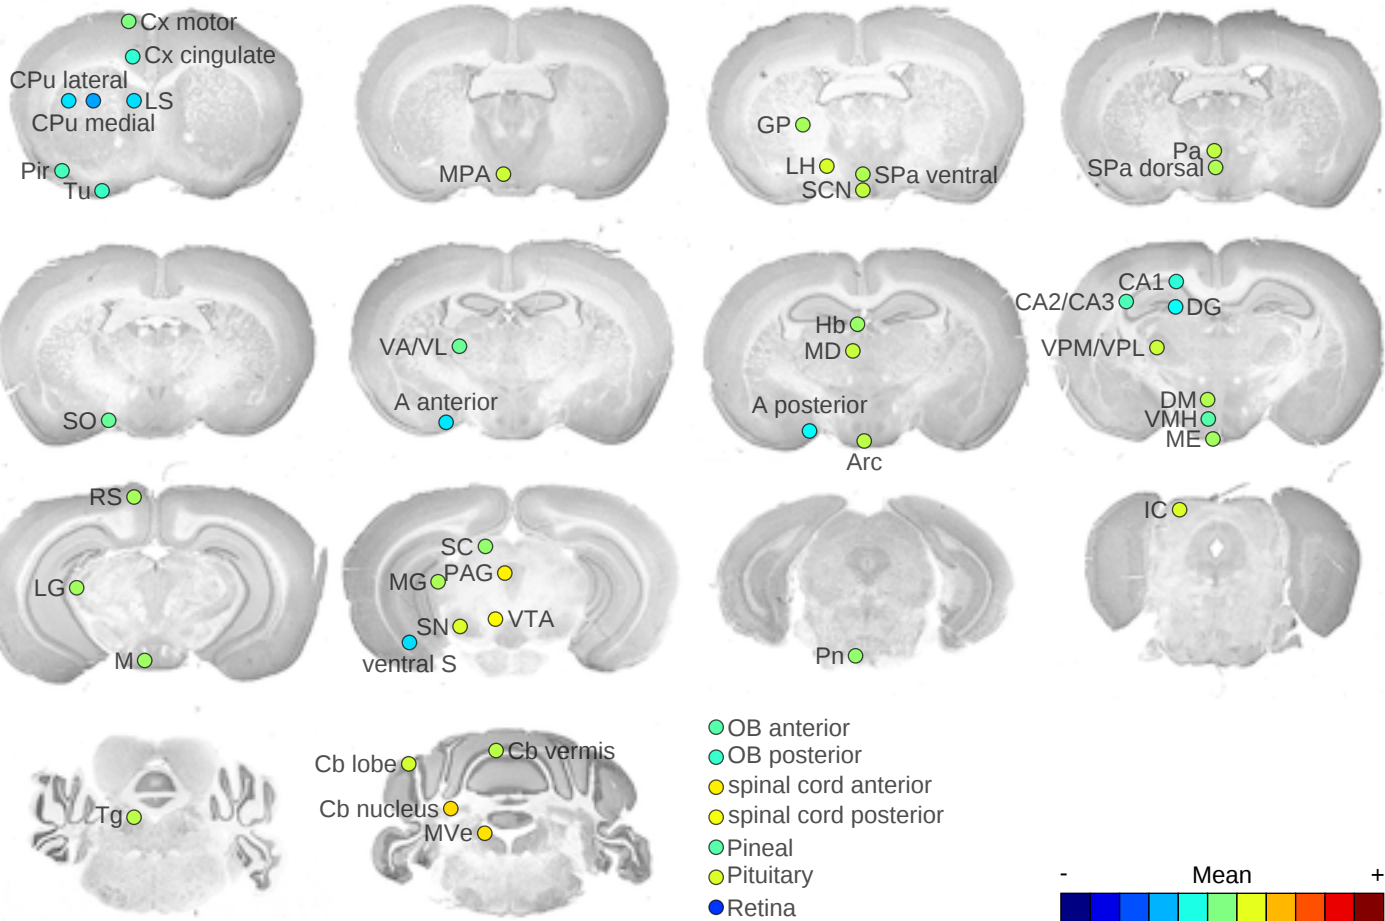 Cx motor
Cx cingulate
CPu lateral
LS
CPu medial
Pir
Tu
MPA
GP
LH
SPa ventral
SCN
Pa
SPa dorsal
SO
VA/VL
A anterior
Hb
MD
A posterior
Arc
CA1
CA2/CA3
DG
VPM/VPL
DM
VMH
ME
RS
LG
M
SC
MG
PAG
SN
VTA
ventral S
Pn
IC
Tg
Cb lobe
Cb vermis
Cb nucleus
MVe
OB anterior
OB posterior
spinal cord anterior
spinal cord posterior
Pineal
Pituitary
Retina
- Mean +